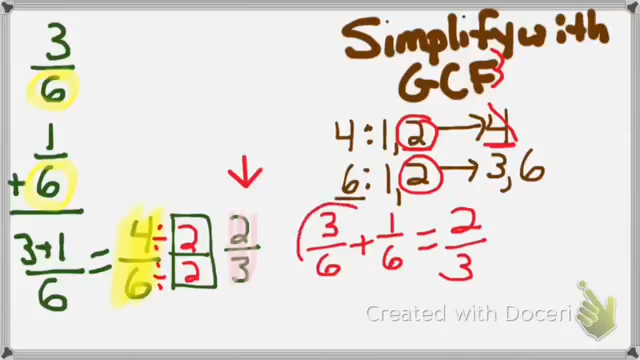 Simplify with
GCF 3
4 : 1, 2 → 4
6 : 1, 2 → 3, 6
3/6
+ 1/6
3+1/6 = 4/6 ÷ 2/2 2/3
3/6 + 1/6 = 2/3
Created with Doceri